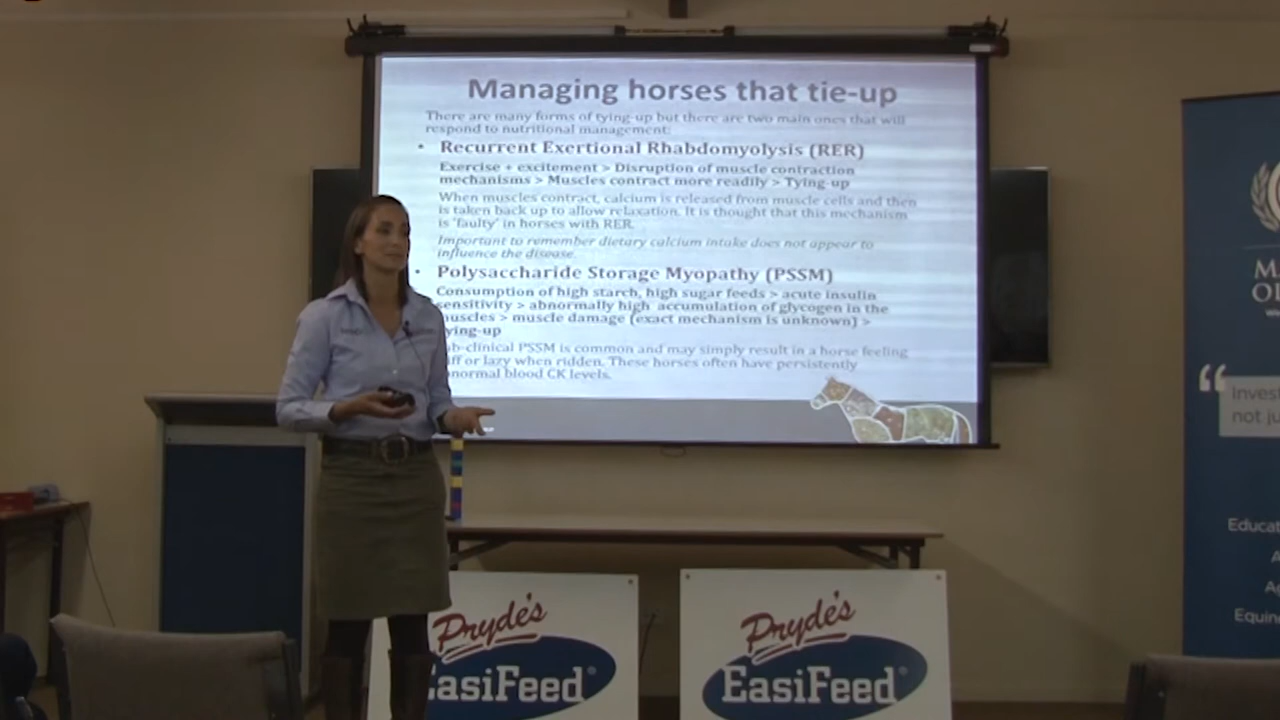 Managing horses that tie-up
There are many forms of tying-up but there are two main ones that will
respond to nutritional management:
• Recurrent Exertional Rhabdomyolysis (RER)
Exercise + excitement > Disruption of muscle contraction
mechanisms > Muscles contract more readily > Tying-up
When muscles contract, calcium is released from muscle cells and then
is taken back up to allow relaxation. It is thought that this mechanism
is 'faulty' in horses with RER.
Important to remember dietary calcium intake does not appear to
influence the disease.
• Polysaccharide Storage Myopathy (PSSM)
Consumption of high starch, high sugar feeds > acute insulin
sensitivity > abnormally high accumulation of glycogen in the
muscles > muscle damage (exact mechanism is unknown) >
ying-up
b-clinical PSSM is common and may simply result in a horse feeling
ff or lazy when ridden. These horses often have persistently
normal blood CK levels.
Pryde's
EasiFeed®
Pryde's
EasiFeed®
M
OF
w
“Inves
not ju
Educat
A
Ag
Equin